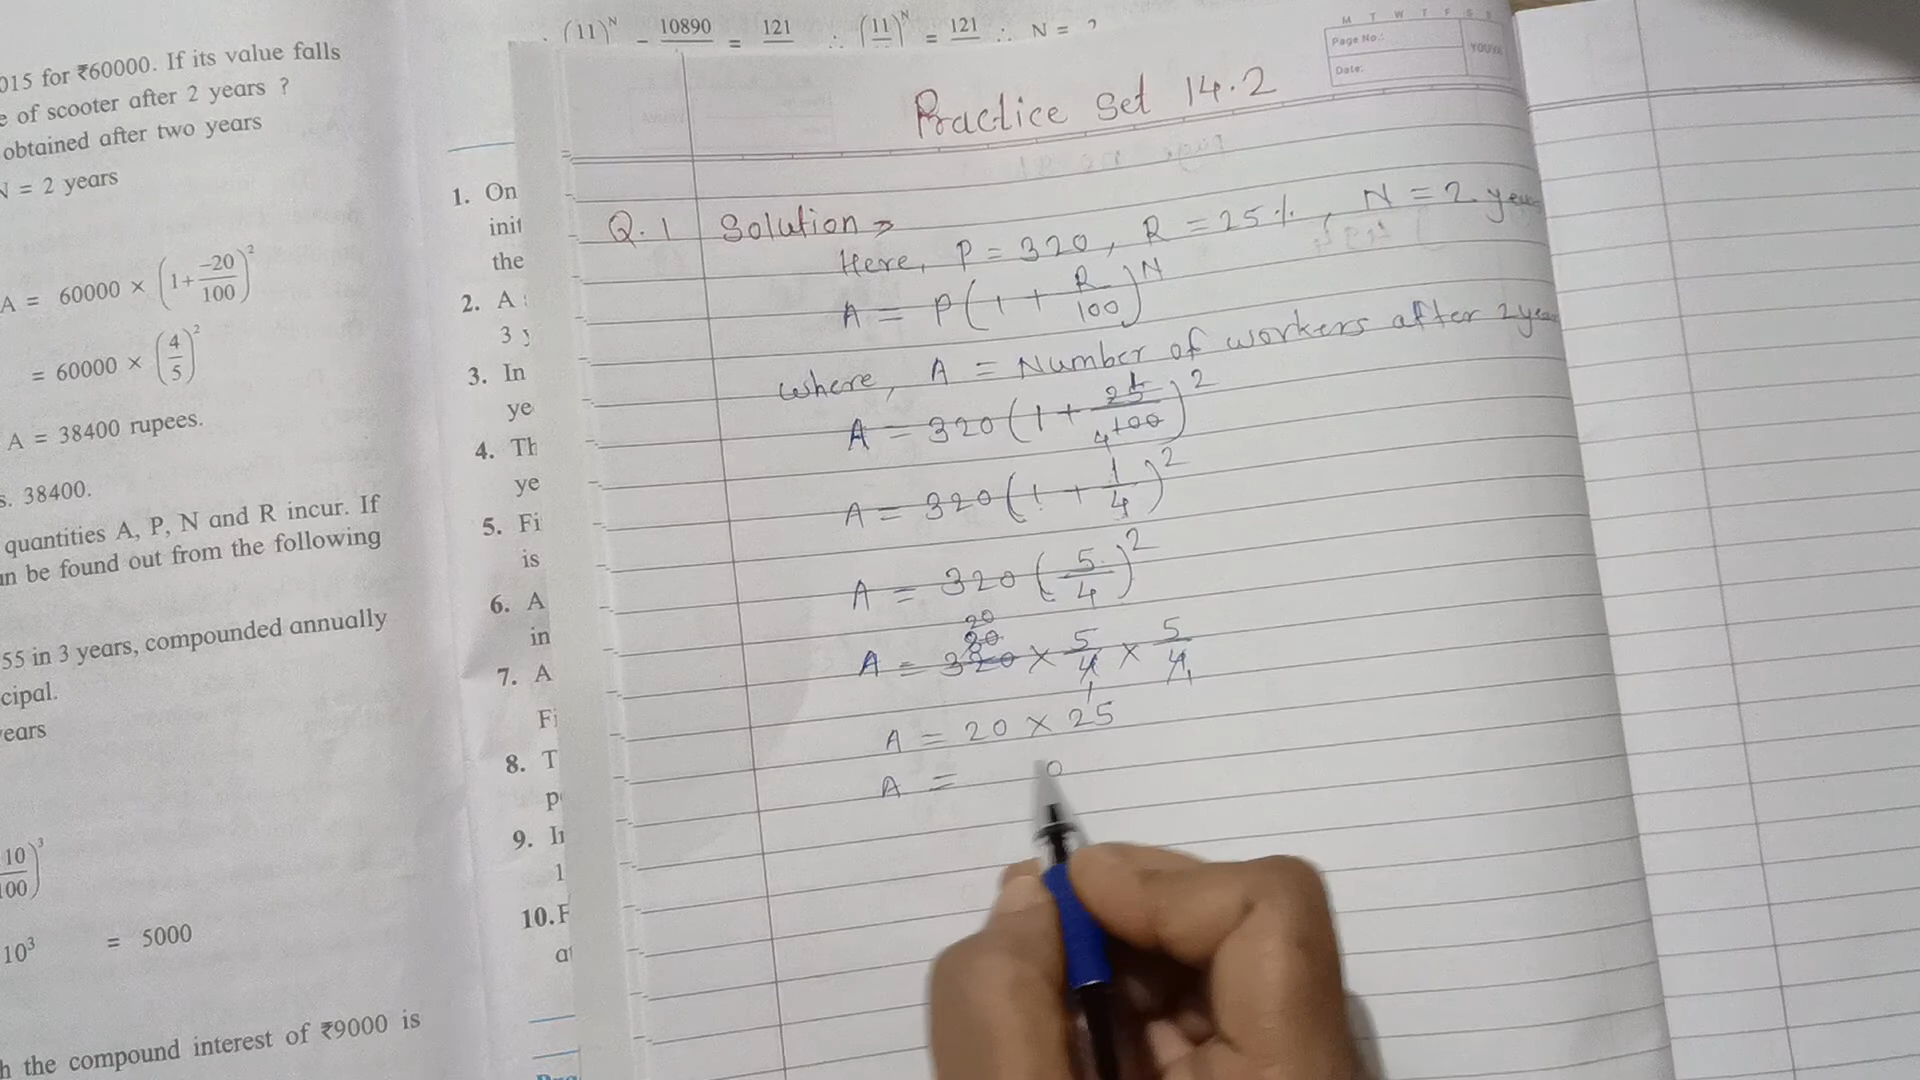 015 for ₹60000. If its value falls
of scooter after 2 years ?
obtained after two years
N = 2 years
A = 60000 × (1+ -20/100)²
= 60000 × (4/5)²
A = 38400 rupees.
s. 38400.
quantities A, P, N and R incur. If
be found out from the following
55 in 3 years, compounded annually
cipal.
ears
10³ = 5000
the compound interest of ₹9000 is
(11)ᴺ 10890 = 121 ∴ (11)ᴺ = 121 ∴ N = ?
1. On
init
the
2. A
3 y
3. In
ye
4. Th
ye
5. Fi
is
6. A
in
7. A
Fi
8. T
p
9. I
1
10. F
at
M T W T F S S
Page No.:
Date:
YOUVA
Practice Set 14.2
Q.1 Solution ⇒
Here, P = 320, R = 25%, N = 2 years
A = P(1 + R/100)ᴺ
where, A = Number of workers after 2 years
A = 320(1 + 25/100)²
A = 320(1 + 1/4)²
A = 320(5/4)²
A = 320 × 5/4 × 5/4
A = 20 × 25
A = 0